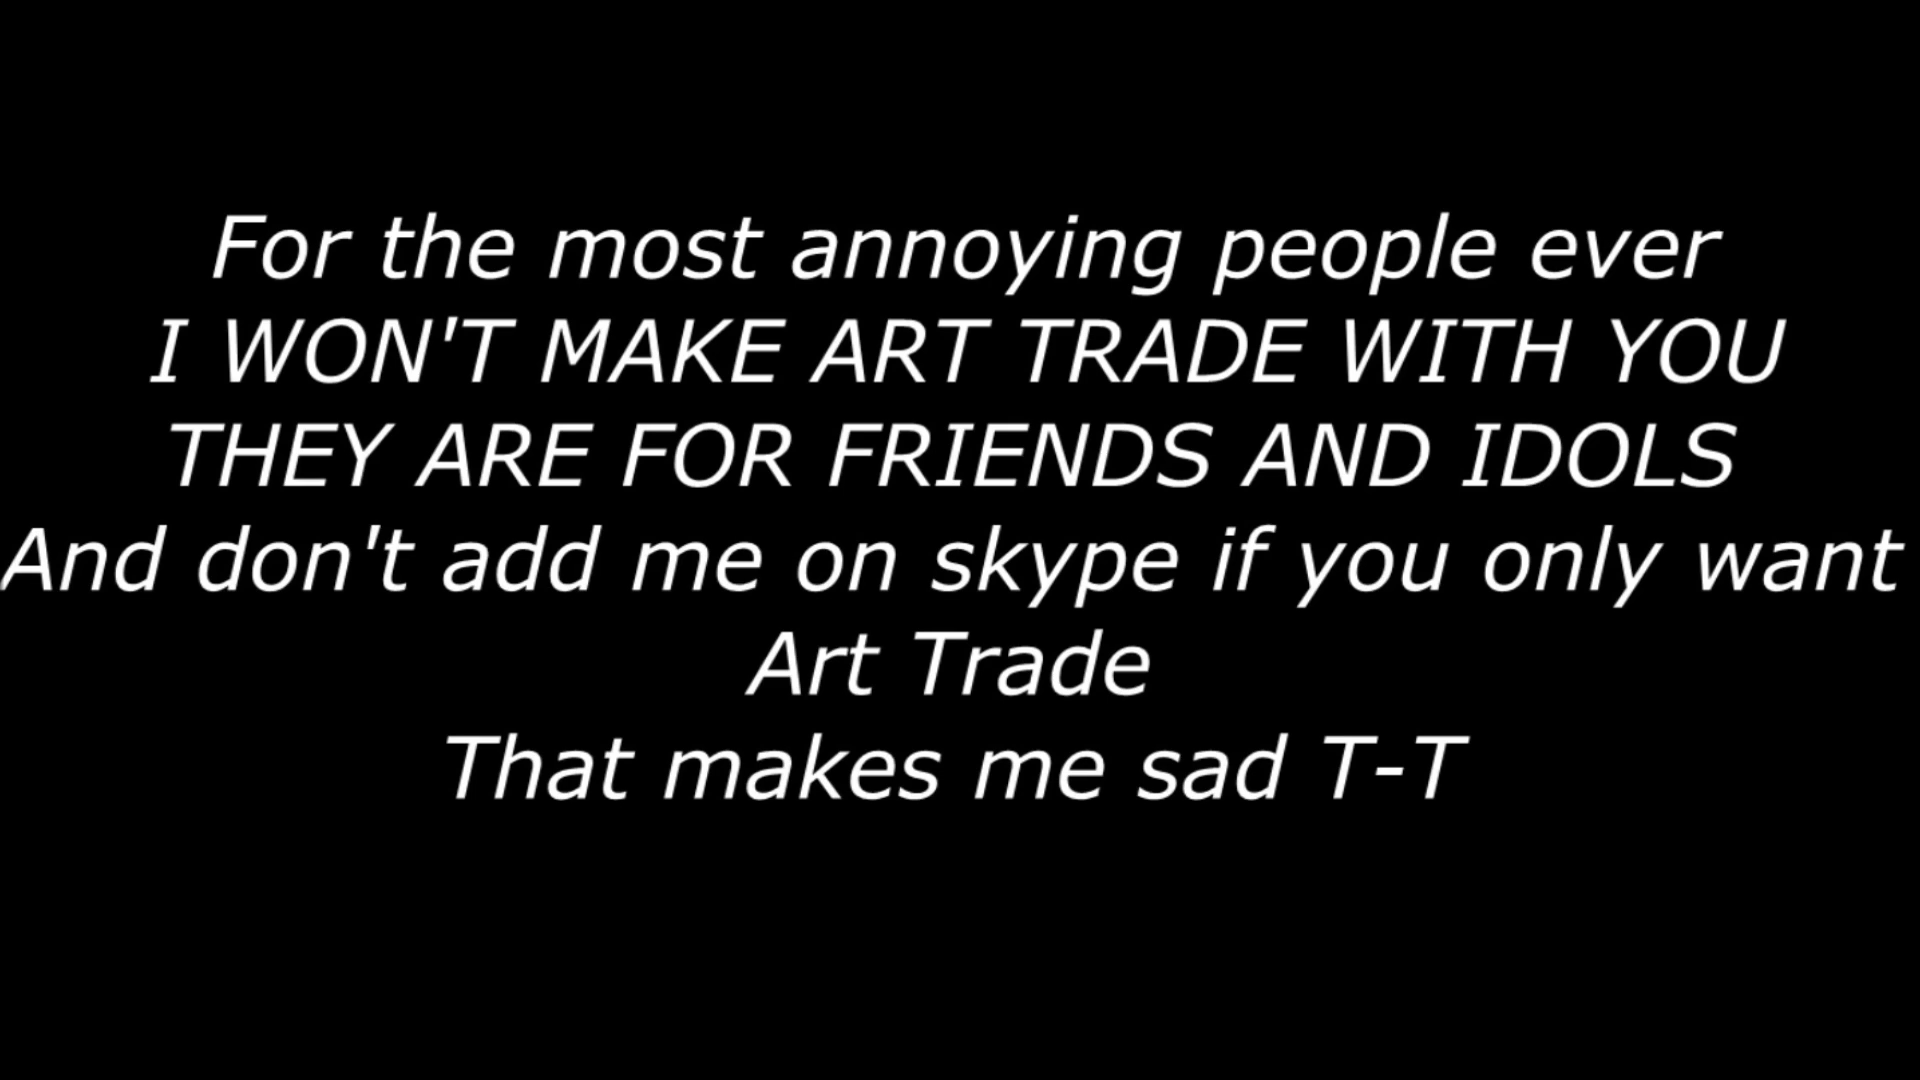 For the most annoying people ever
I WON'T MAKE ART TRADE WITH YOU
THEY ARE FOR FRIENDS AND IDOLS
And don't add me on skype if you only want
Art Trade
That makes me sad T-T